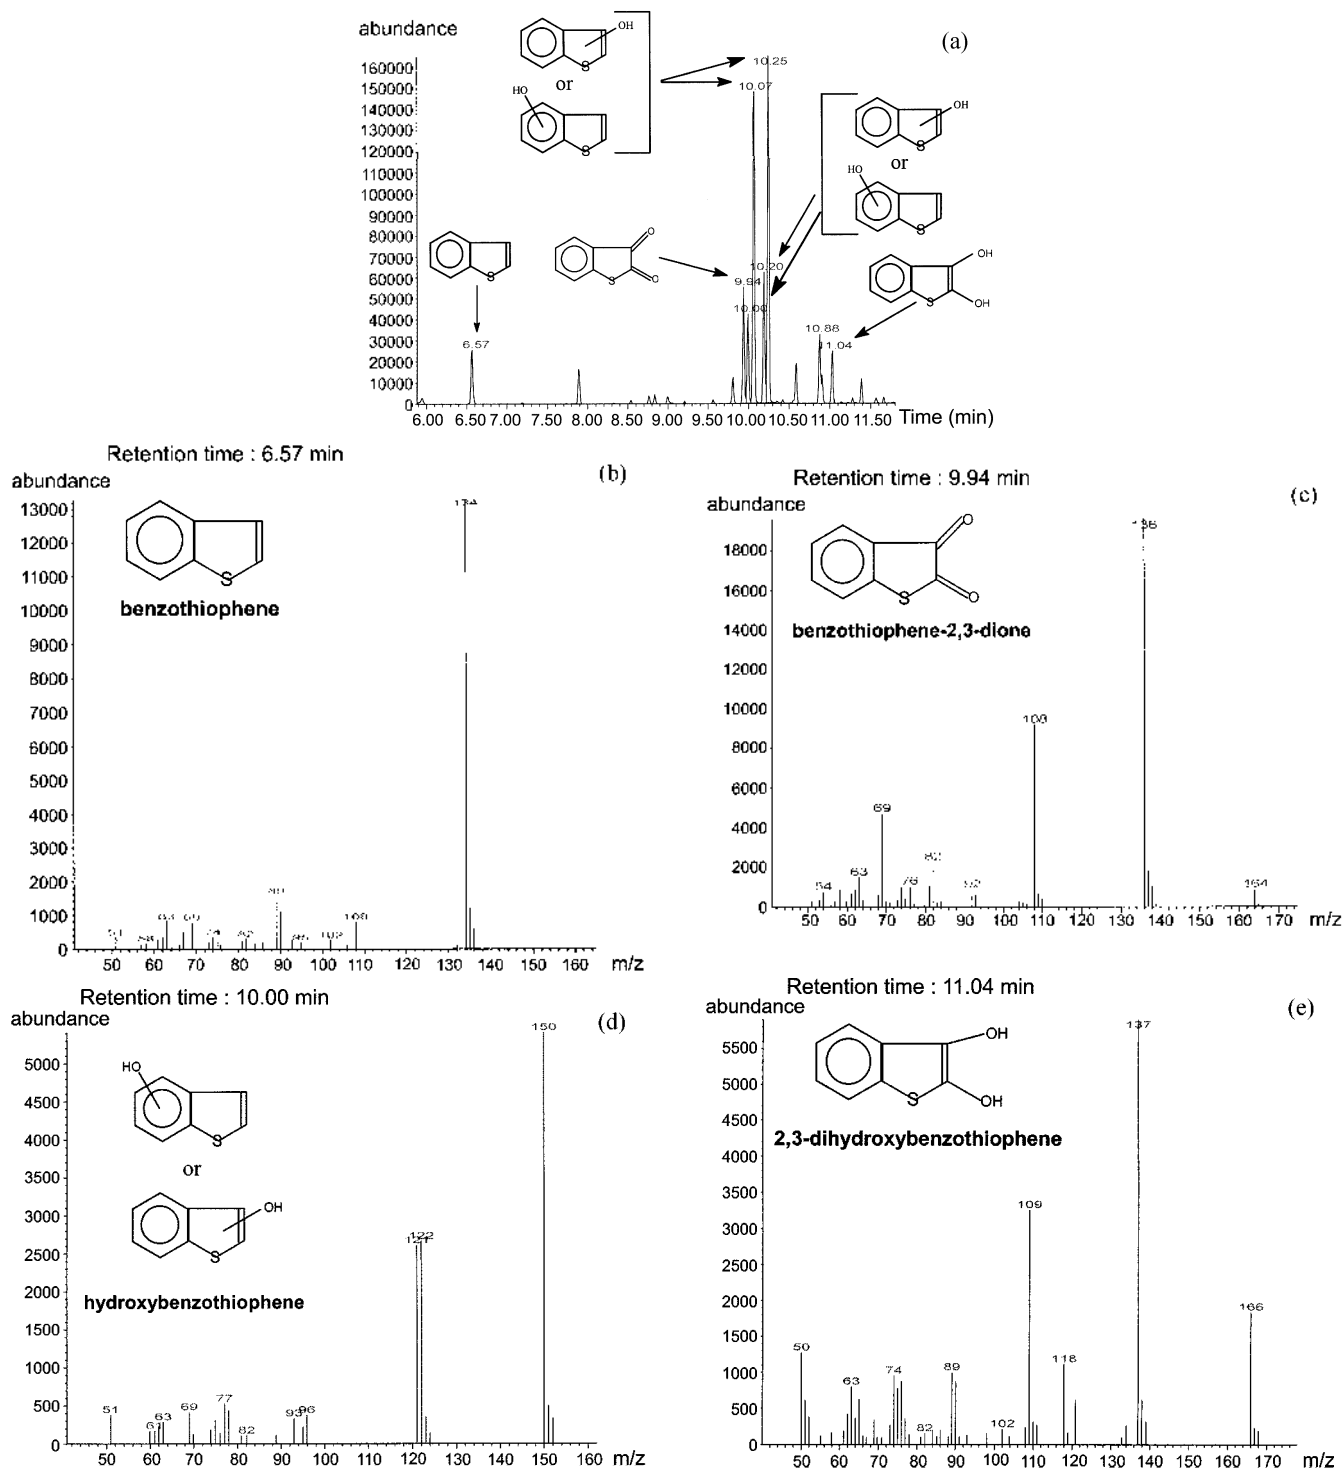 abundance
(a)
OH
or
HO
S
160000
150000
140000
130000
120000
110000
100000
90000
80000
70000
60000
50000
40000
30000
20000
10000
0
10.25
10.07
10.20
9.94
10.00
10.88
11.04
6.57
S
S
O
O
S
OH
or
HO
S
S
OH
OH
S
6.00 6.50 7.00 7.50 8.00 8.50 9.00 9.50 10.00 10.50 11.00 11.50 Time (min)
Retention time : 6.57 min
(b)
abundance
13000
12000
11000
10000
9000
8000
7000
6000
5000
4000
3000
2000
1000
0
S
benzothiophene
134
63 69 74 108
50 60 70 80 90 100 110 120 130 140 150 160 m/z
Retention time : 9.94 min
(c)
abundance
18000
16000
14000
12000
10000
8000
6000
4000
2000
0
O
O
S
benzothiophene-2,3-dione
136
108
69
82
54 63 76 92 164
50 60 70 80 90 100 110 120 130 140 150 160 170 m/z
Retention time : 10.00 min
(d)
abundance
5000
4500
4000
3500
3000
2500
2000
1500
1000
500
0
HO
S
or
OH
S
hydroxybenzothiophene
150
121 122
51 61 63 69 77 82 93 96
50 60 70 80 90 100 110 120 130 140 150 160 m/z
Retention time : 11.04 min
(e)
abundance
5500
5000
4500
4000
3500
3000
2500
2000
1500
1000
500
0
OH
OH
S
2,3-dihydroxybenzothiophene
137
109
166
50 63 74 82 89 102 118
50 60 70 80 90 100 110 120 130 140 150 160 170 m/z